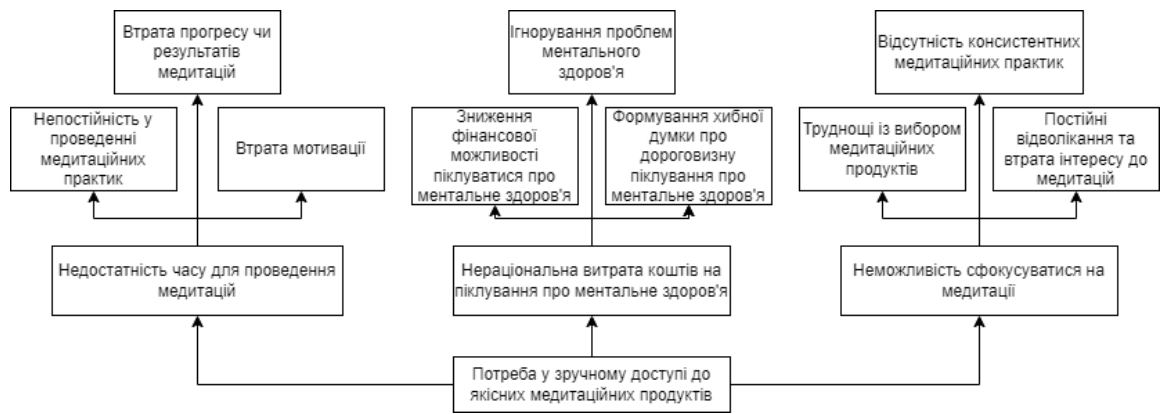 Втрата прогресу чи
результатів
медитацій
Ігнорування проблем
ментального
здоров'я
Відсутність консистентних
медитаційних практик
Непостійність у
проведенні
медитаційних
практик
Втрата мотивації
Зниження
фінансової
можливості
піклуватися про
ментальне здоров'я
Формування хибної
думки про
дороговизну
піклування про
ментальне здоров'я
Труднощі із вибором
медитаційних
продуктів
Постійні
відволікання та
втрата інтересу до
медитацій
Недостатність часу для проведення
медитацій
Нераціональна витрата коштів на
піклування про ментальне здоров'я
Неможливість сфокусуватися на
медитації
Потреба у зручному доступі до
якісних медитаційних продуктів